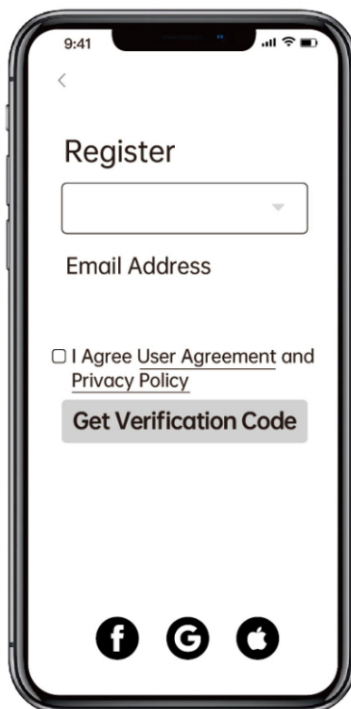 9:41
Register
Email Address
I Agree User Agreement and
Privacy Policy
Get Verification Code